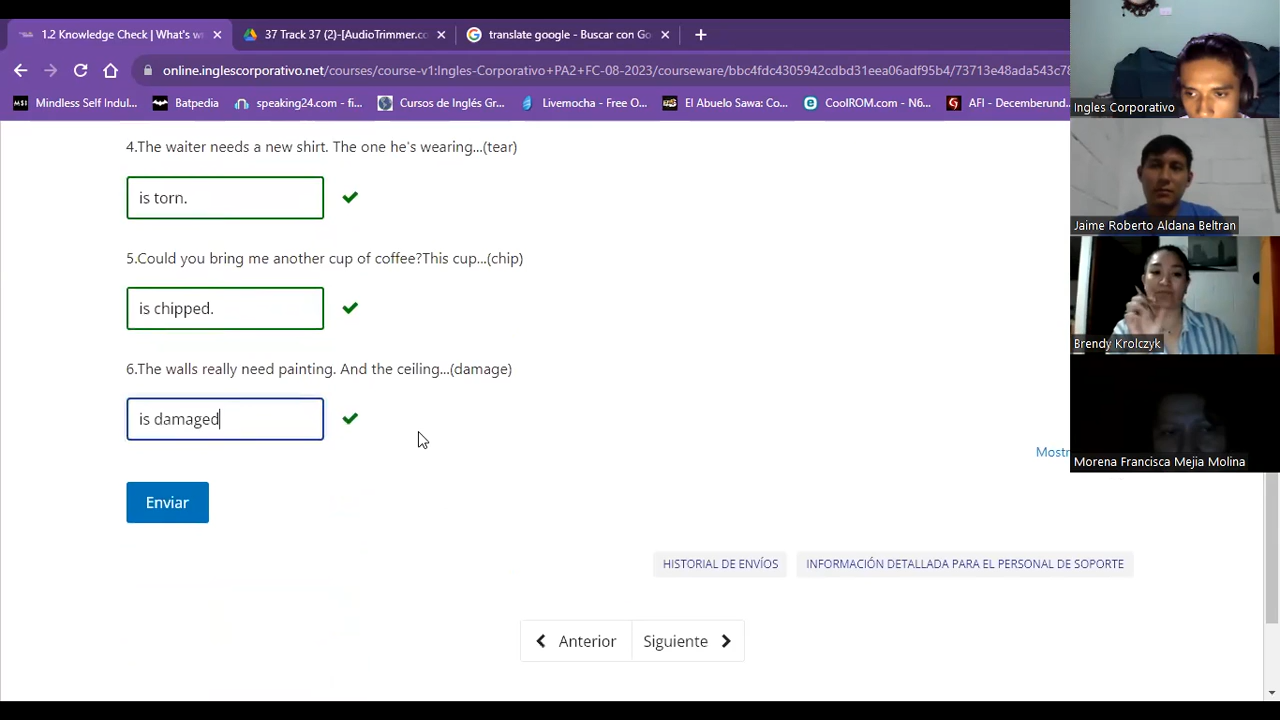 1.2 Knowledge Check | What's w
37 Track 37 (2)-[AudioTrimmer.co
translate google - Buscar con Go
online.inglescorporativo.net/courses/course-v1:Ingles-Corporativo+PA2+FC-08-2023/courseware/bbc4fdc4305942cdbd31eea06adf95b4/73713e48ada543c78
Mindless Self Indul...
Batpedia
speaking24.com - fi...
Cursos de Inglés Gr...
Livemocha - Free O...
El Abuelo Sawa: Co...
CoolROM.com - N6...
AFI - Decemberund...
4.The waiter needs a new shirt. The one he's wearing...(tear)
is torn.
5.Could you bring me another cup of coffee?This cup...(chip)
is chipped.
6.The walls really need painting. And the ceiling...(damage)
is damaged
Mostr
Enviar
HISTORIAL DE ENVÍOS
INFORMACIÓN DETALLADA PARA EL PERSONAL DE SOPORTE
Anterior
Siguiente
Ingles Corporativo
Jaime Roberto Aldana Beltran
Brendy Krolczyk
Morena Francisca Mejia Molina